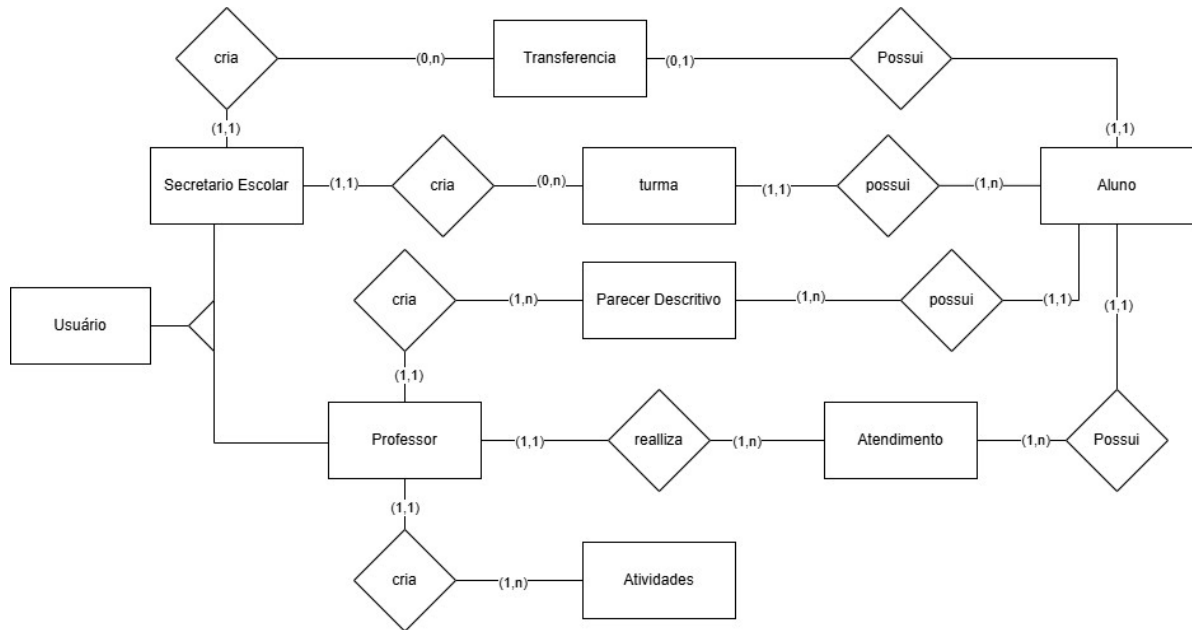 cria
(0,n)
Transferencia
(0,1)
Possui
(1,1)
(1,1)
Secretario Escolar
(1,1)
cria
(0,n)
turma
(1,1)
possui
(1,n)
Aluno
cria
(1,n)
Parecer Descritivo
(1,n)
possui
(1,1)
(1,1)
Usuário
(1,1)
Professor
(1,1)
realliza
(1,n)
Atendimento
(1,n)
Possui
(1,1)
cria
(1,n)
Atividades